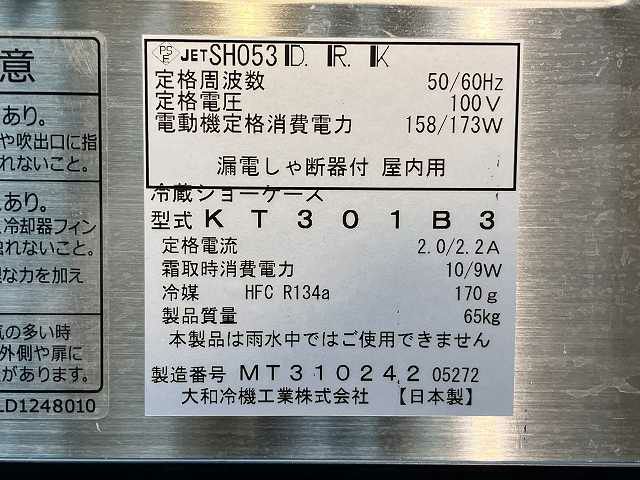 意
あり。
や吹出口に指
れないこと。
あり。
冷却器フィン
触れないこと。
な力を加え
気の多い時
外側や扉に
があります。
LD1248010
PS
E
JET SH053 D. R. K
定格周波数 50/60Hz
定格電圧 100V
電動機定格消費電力 158/173W
漏電しゃ断器付 屋内用
冷蔵ショーケース
型式 KT301B3
定格電流 2.0/2.2A
霜取時消費電力 10/9W
冷媒 HFC R134a 170g
製品質量 65kg
本製品は雨水中ではご使用できません
製造番号 MT310242 05272
大和冷機工業株式会社 【日本製】